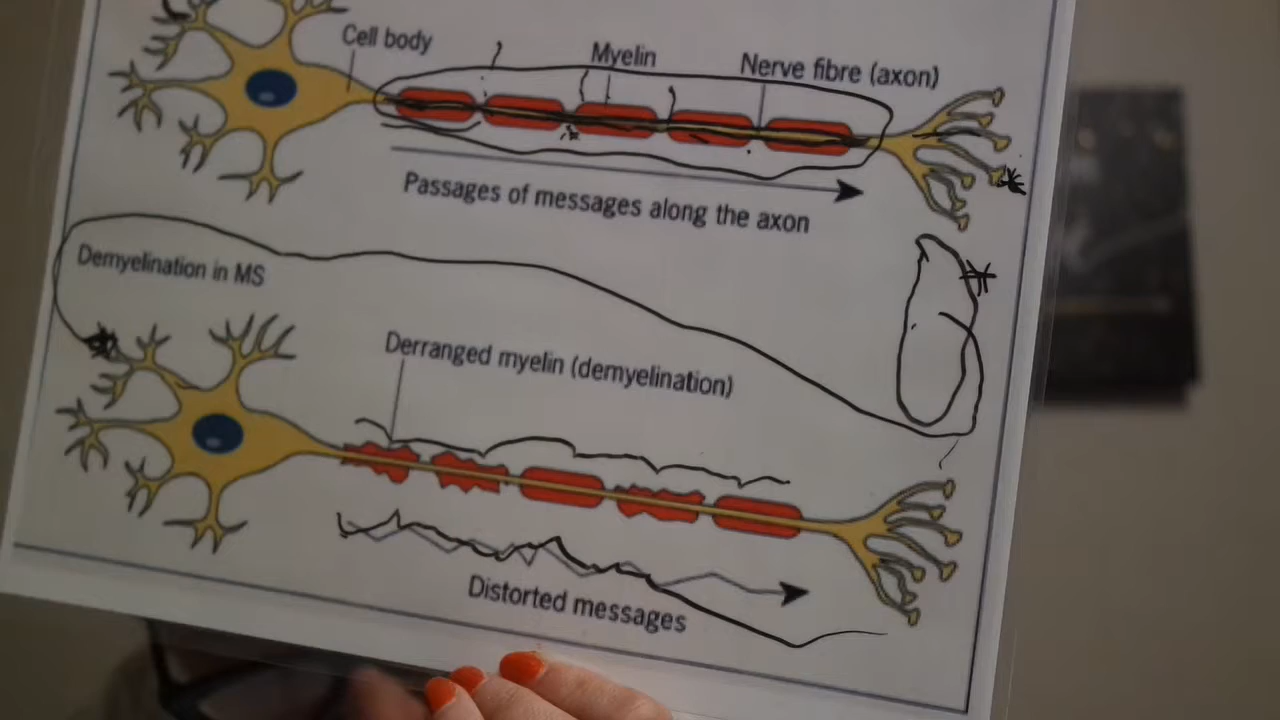 Cell body
Myelin
Nerve fibre (axon)
Passages of messages along the axon
Demyelination in MS
Derranged myelin (demyelination)
Distorted messages